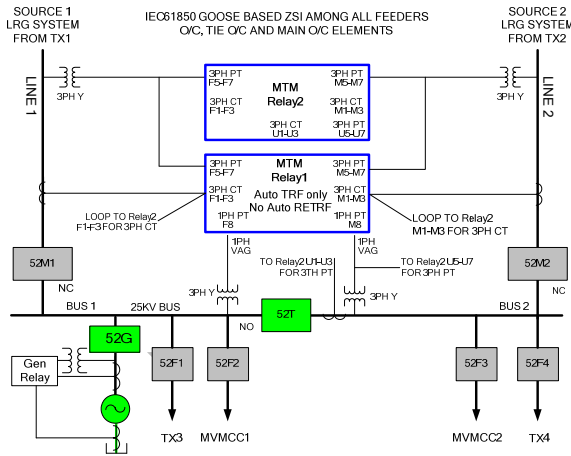 SOURCE 1
LRG SYSTEM
FROM TX1
IEC61850 GOOSE BASED ZSI AMONG ALL FEEDERS
O/C, TIE O/C AND MAIN O/C ELEMENTS
SOURCE 2
LRG SYSTEM
FROM TX2
LINE 1
3PH Y
3PH PT
F5-F7
3PH CT
F1-F3
MTM
Relay2
3PH CT
U1-U3
3PH PT
M5-M7
3PH CT
M1-M3
3PH PT
U5-U7
3PH Y
LINE 2
3PH PT
F5-F7
3PH CT
F1-F3
1PH PT
F8
MTM
Relay1
Auto TRF only
No Auto RETRF
3PH PT
M5-M7
3PH CT
M1-M3
1PH PT
M8
LOOP TO Relay2
F1-F3 FOR 3PH CT
LOOP TO Relay2
M1-M3 FOR 3PH CT
1PH
VAG
1PH
VAG
TO Relay2 U1-U3
FOR 3TH PT
TO Relay2 U5-U7
FOR 3PH PT
52M1
NC
52M2
NC
3PH Y
3PH Y
BUS 1
25KV BUS
NO
52T
BUS 2
52G
Gen
Relay
52F1
52F2
52F3
52F4
TX3
MVMCC1
MVMCC2
TX4